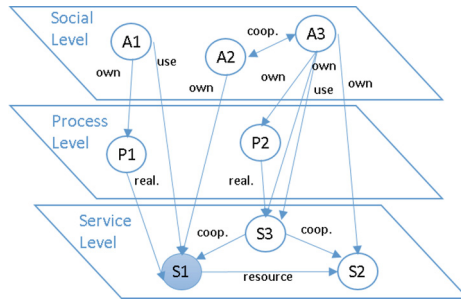 Social
Level
A1
A2
coop.
A3
own
use
own
own
own
use
own
Process
Level
P1
P2
real.
real.
Service
Level
coop.
S3
coop.
S1
resource
S2